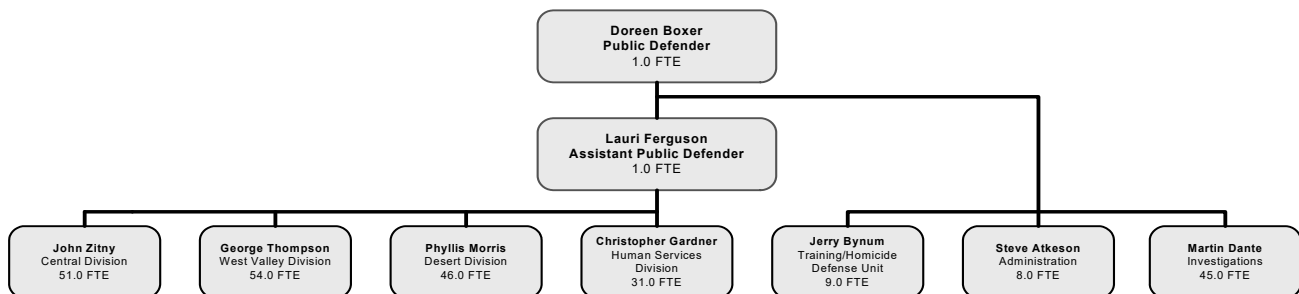 Doreen Boxer
Public Defender
1.0 FTE
Lauri Ferguson
Assistant Public Defender
1.0 FTE
John Zitny
Central Division
51.0 FTE
George Thompson
West Valley Division
54.0 FTE
Phyllis Morris
Desert Division
46.0 FTE
Christopher Gardner
Human Services
Division
31.0 FTE
Jerry Bynum
Training/Homicide
Defense Unit
9.0 FTE
Steve Atkeson
Administration
8.0 FTE
Martin Dante
Investigations
45.0 FTE